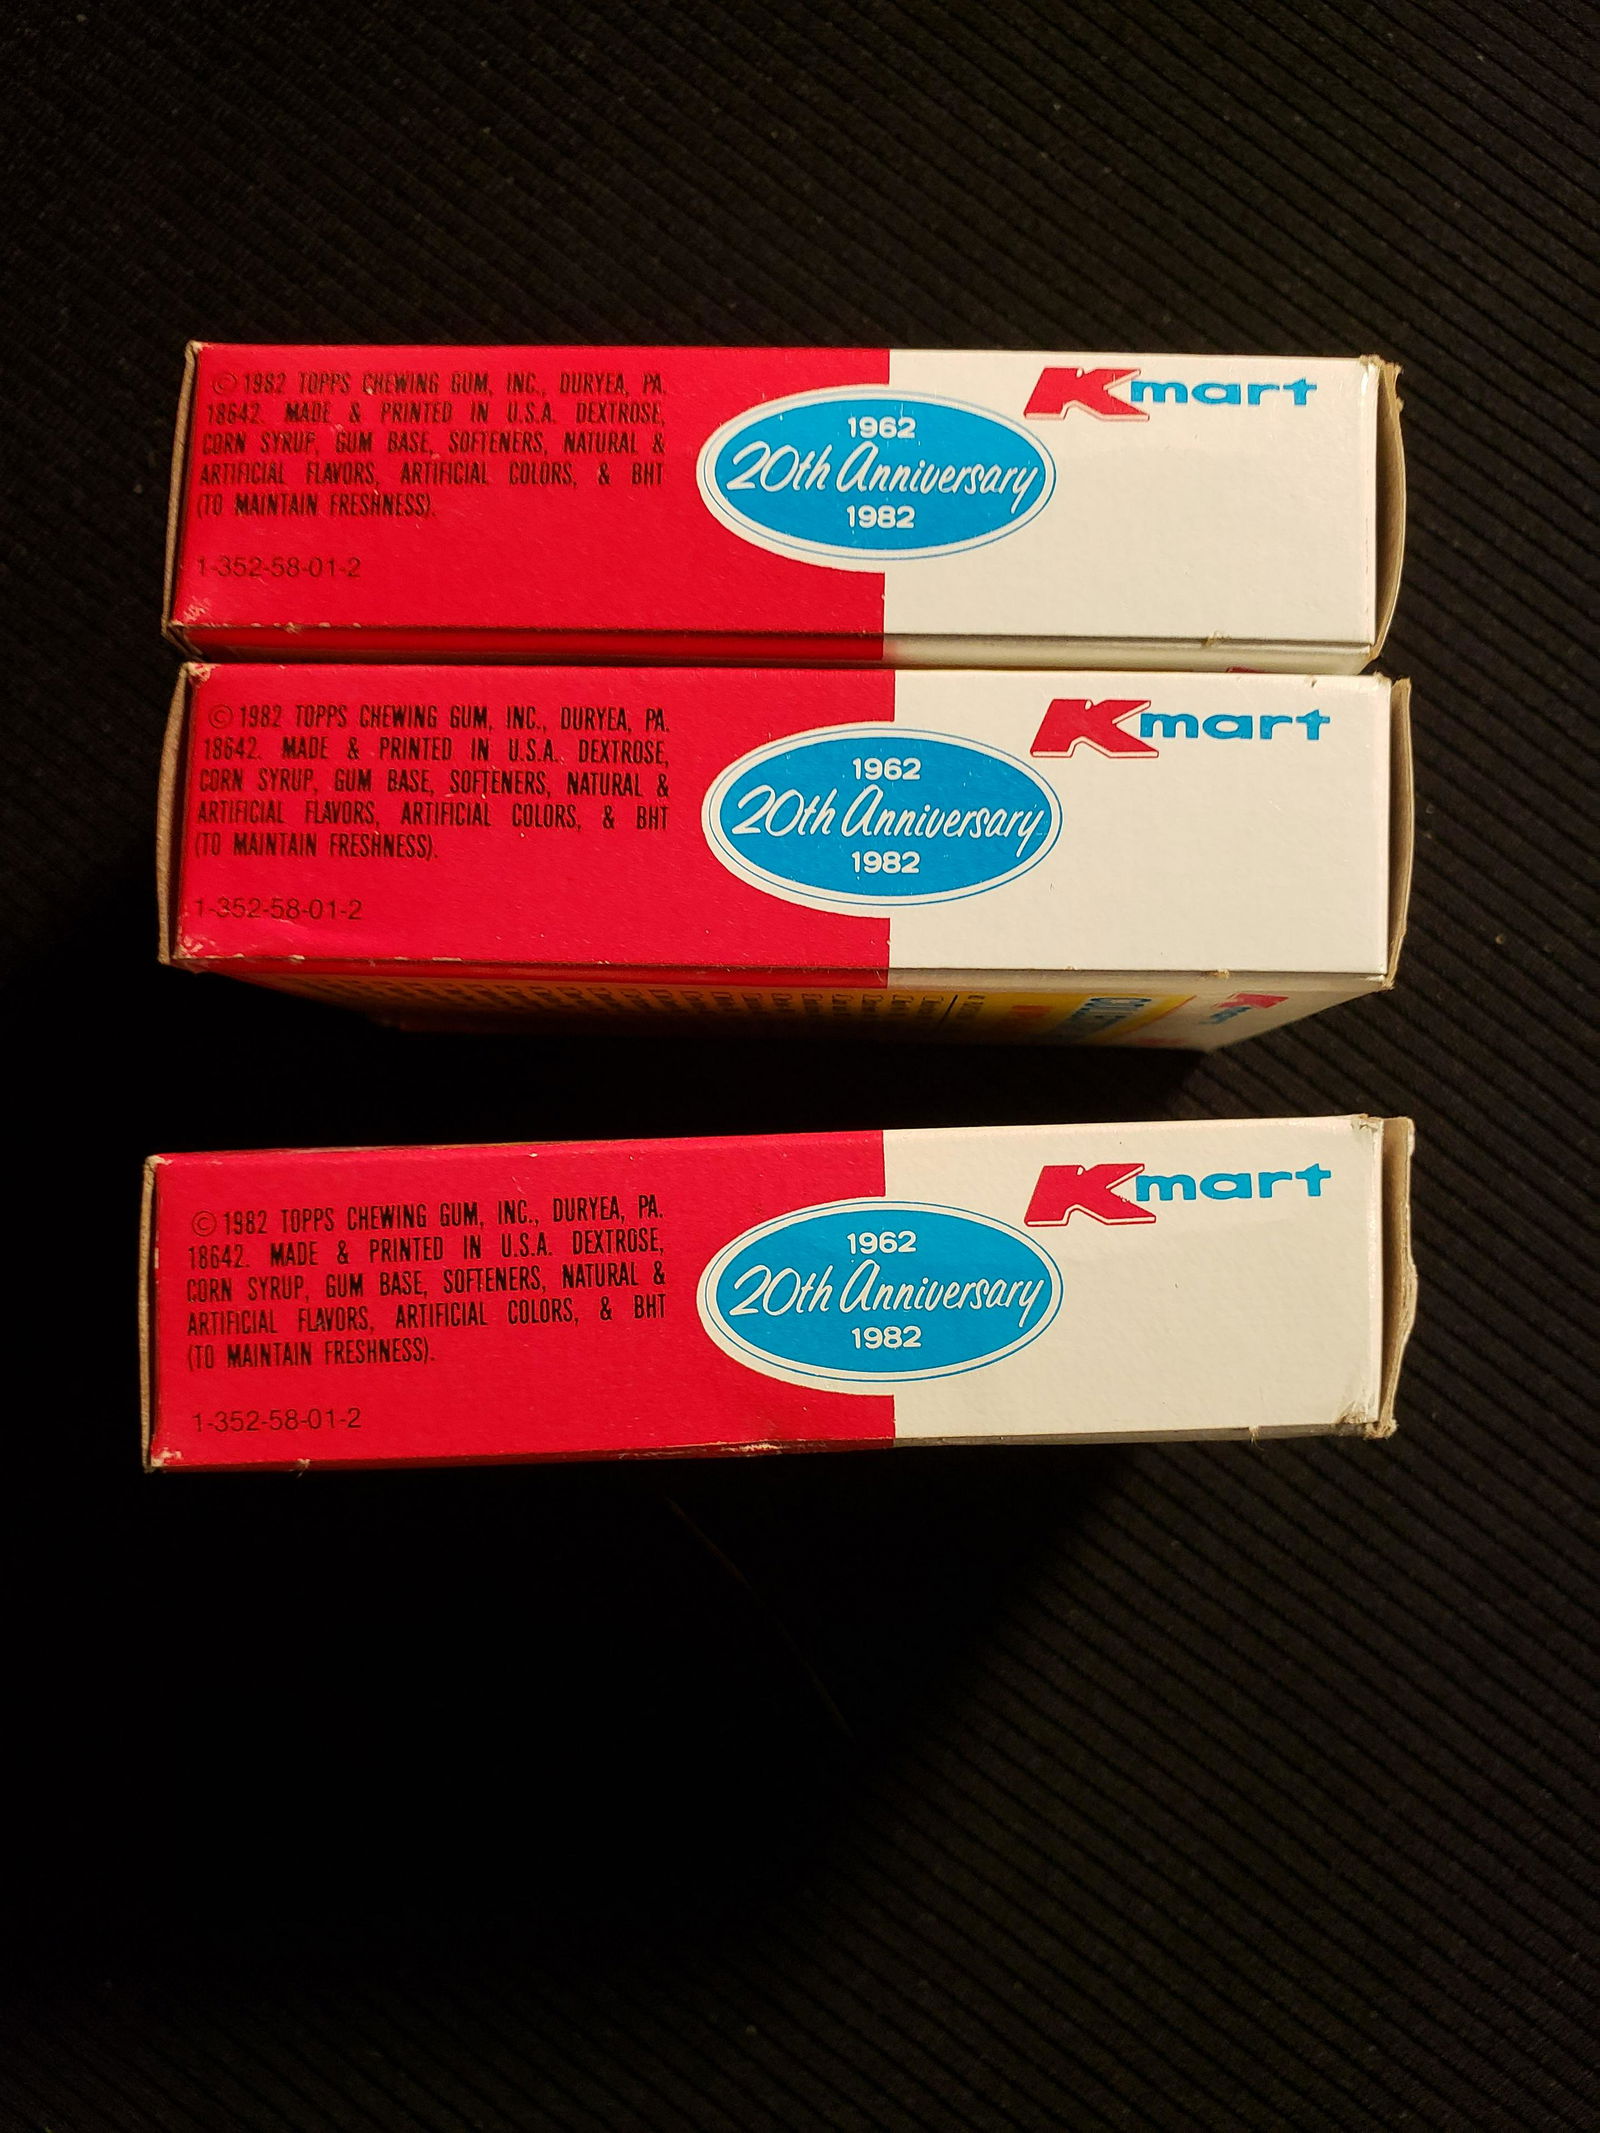 © 1982 TOPPS CHEWING GUM, INC., DURYEA, PA.
18642. MADE & PRINTED IN U.S.A. DEXTROSE,
CORN SYRUP, GUM BASE, SOFTENERS, NATURAL &
ARTIFICIAL FLAVORS, ARTIFICIAL COLORS, & BHT
(TO MAINTAIN FRESHNESS).
1-352-58-01-2
1962
20th Anniversary
1982
Kmart
© 1982 TOPPS CHEWING GUM, INC., DURYEA, PA.
18642. MADE & PRINTED IN U.S.A. DEXTROSE,
CORN SYRUP, GUM BASE, SOFTENERS, NATURAL &
ARTIFICIAL FLAVORS, ARTIFICIAL COLORS, & BHT
(TO MAINTAIN FRESHNESS).
1-352-58-01-2
1962
20th Anniversary
1982
Kmart
© 1982 TOPPS CHEWING GUM, INC., DURYEA, PA.
18642. MADE & PRINTED IN U.S.A. DEXTROSE,
CORN SYRUP, GUM BASE, SOFTENERS, NATURAL &
ARTIFICIAL FLAVORS, ARTIFICIAL COLORS, & BHT
(TO MAINTAIN FRESHNESS).
1-352-58-01-2
1962
20th Anniversary
1982
Kmart